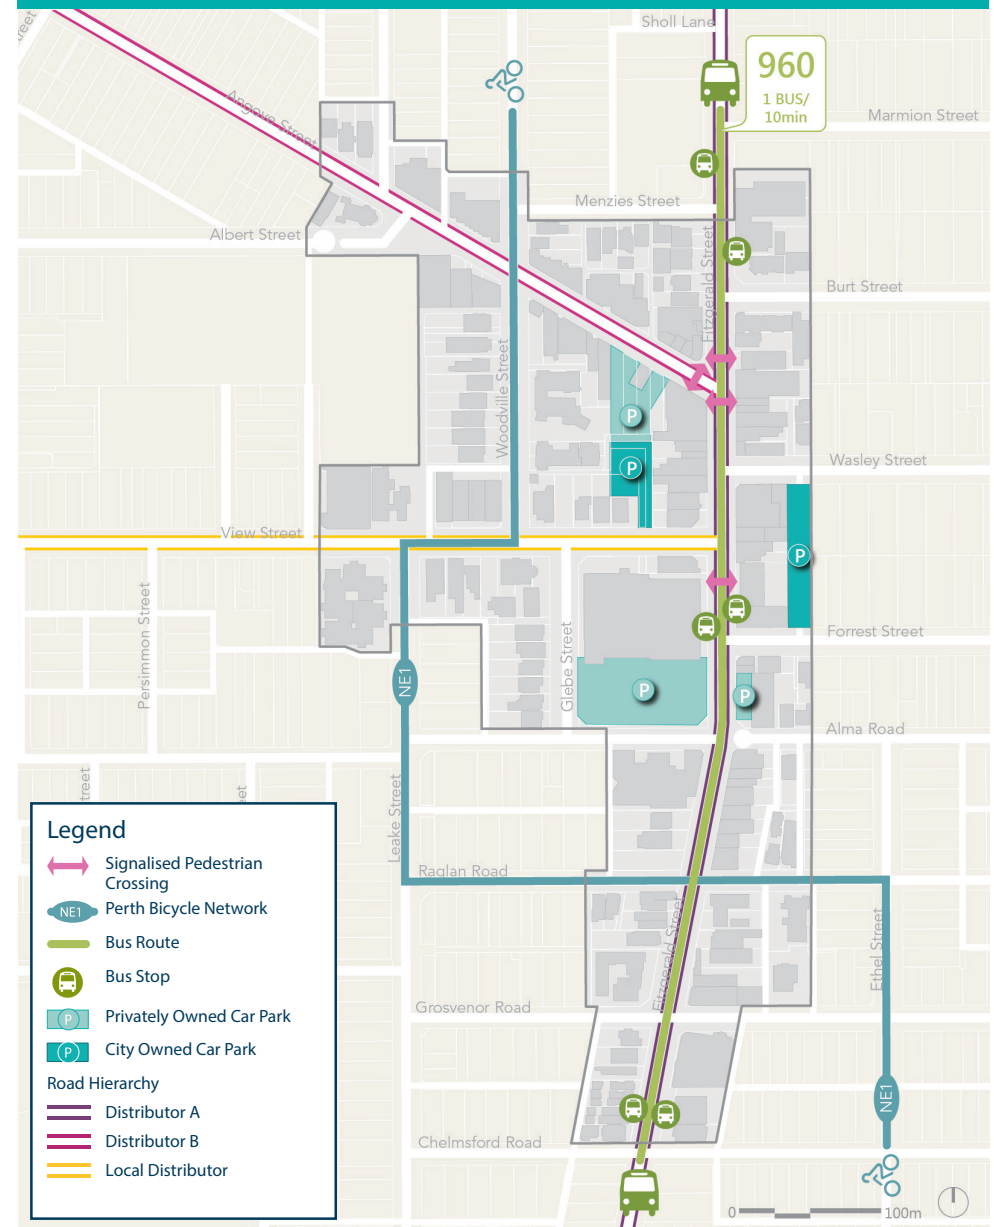 Sholl Lane
reet
960
1 BUS/
10min
Marmion Street
Angove Street
Menzies Street
Albert Street
Fitzgerald Street
Burt Street
Woodville Street
P
Wasley Street
P
View Street
P
Persimmon Street
Glebe Street
Forrest Street
NE1
P
P
Alma Road
treet
et
Leake Street
Raglan Road
Fitzgerald Street
Ethel Street
Grosvenor Road
NE1
Chelmsford Road
0
100m
Legend
Signalised Pedestrian
Crossing
NE1
Perth Bicycle Network
Bus Route
Bus Stop
P
Privately Owned Car Park
P
City Owned Car Park
Road Hierarchy
Distributor A
Distributor B
Local Distributor